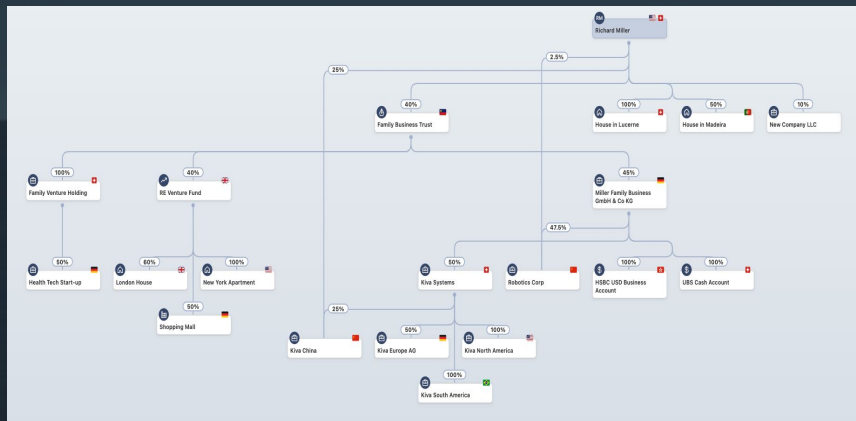 RM
Richard Miller
2.5%
25%
40%
Family Business Trust
100%
House in Lucerne
50%
House in Madeira
10%
New Company LLC
100%
Family Venture Holding
40%
RE Venture Fund
45%
Miller Family Business
GmbH & Co KG
47.5%
50%
Health Tech Start-up
60%
London House
100%
New York Apartment
50%
Kiva Systems
Robotics Corp
100%
HSBC USD Business
Account
100%
UBS Cash Account
50%
Shopping Mall
25%
Kiva China
50%
Kiva Europe AG
100%
Kiva North America
100%
Kiva South America